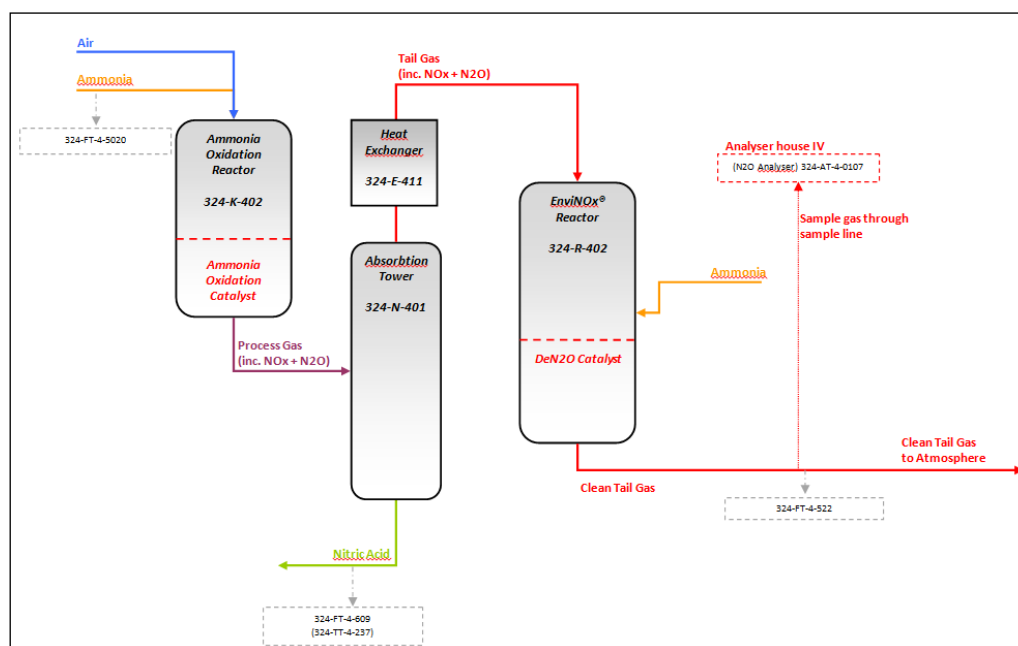 Air
Ammonia
324-FT-4-5020
Ammonia
Oxidation
Reactor
324-K-402
Ammonia
Oxidation
Catalyst
Process Gas
(inc. NOx + N2O)
Tail Gas
(inc. NOx + N2O)
Heat
Exchanger
324-E-411
Absorbtion
Tower
324-N-401
Nitric Acid
324-FT-4-609
(324-TT-4-237)
EnviNOx®
Reactor
324-R-402
Ammonia
DeN2O Catalyst
Clean Tail Gas
Analyser house IV
(N2O Analyser) 324-AT-4-0107
Sample gas through
sample line
Clean Tail Gas
to Atmosphere
324-FT-4-522